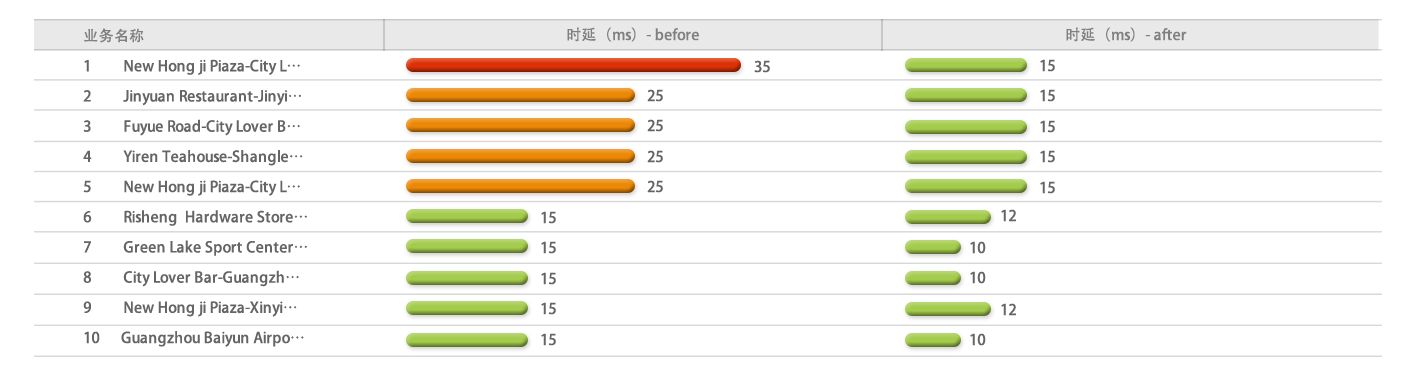 业务名称 时延（ms）- before 时延（ms）- after
1 New Hong ji Piaza-City L··· 35 15
2 Jinyuan Restaurant-Jinyi··· 25 15
3 Fuyue Road-City Lover B··· 25 15
4 Yiren Teahouse-Shangle··· 25 15
5 New Hong ji Piaza-City L··· 25 15
6 Risheng  Hardware Store··· 15 12
7 Green Lake Sport Center··· 15 10
8 City Lover Bar-Guangzh··· 15 10
9 New Hong ji Piaza-Xinyi··· 15 12
10 Guangzhou Baiyun Airpo··· 15 10